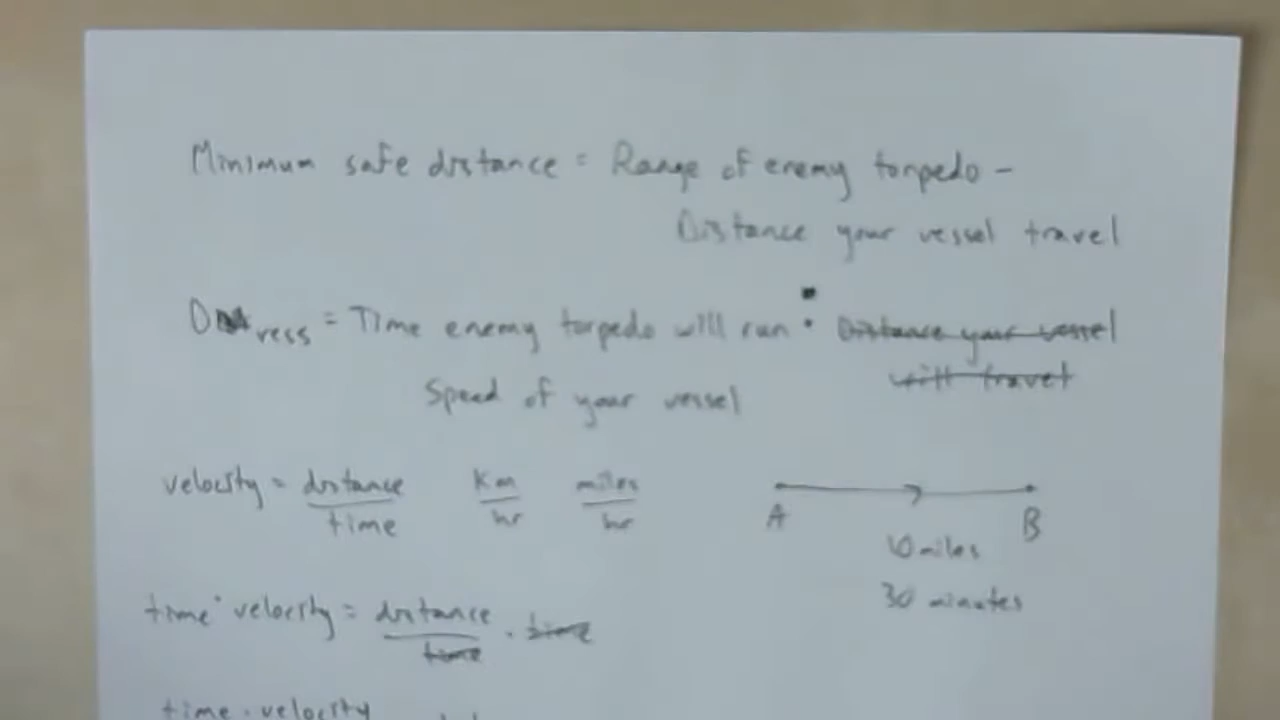 Minimum safe distance = Range of enemy torpedo -
Distance your vessel travel
D vess = Time enemy torpedo will run · Distance your vessel
will travel
Speed of your vessel
velocity = distance / time km / hr miles / hr
A B
10 miles
30 minutes
time · velocity = distance / time · time
time · velocity